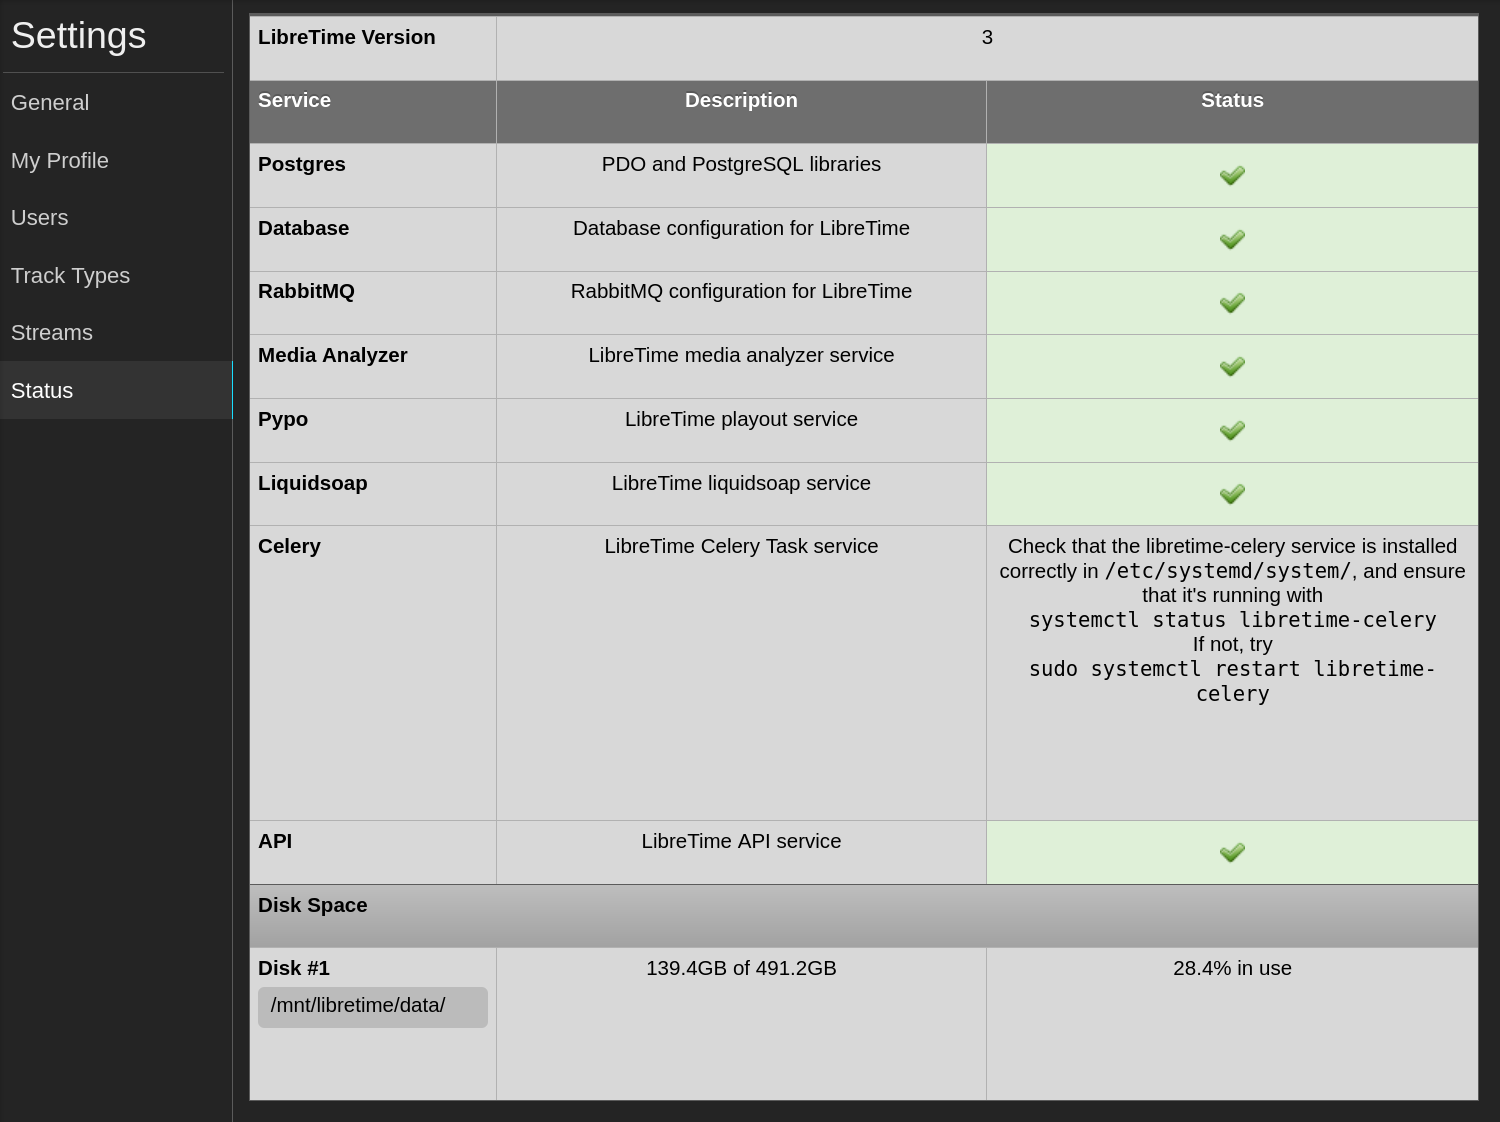 Settings
General
My Profile
Users
Track Types
Streams
Status
LibreTime Version 3
Service Description Status
Postgres PDO and PostgreSQL libraries
Database Database configuration for LibreTime
RabbitMQ RabbitMQ configuration for LibreTime
Media Analyzer LibreTime media analyzer service
Pypo LibreTime playout service
Liquidsoap LibreTime liquidsoap service
Celery LibreTime Celery Task service Check that the libretime-celery service is installed
correctly in /etc/systemd/system/, and ensure
that it's running with
systemctl status libretime-celery
If not, try
sudo systemctl restart libretime-
celery
API LibreTime API service
Disk Space
Disk #1 139.4GB of 491.2GB 28.4% in use
/mnt/libretime/data/